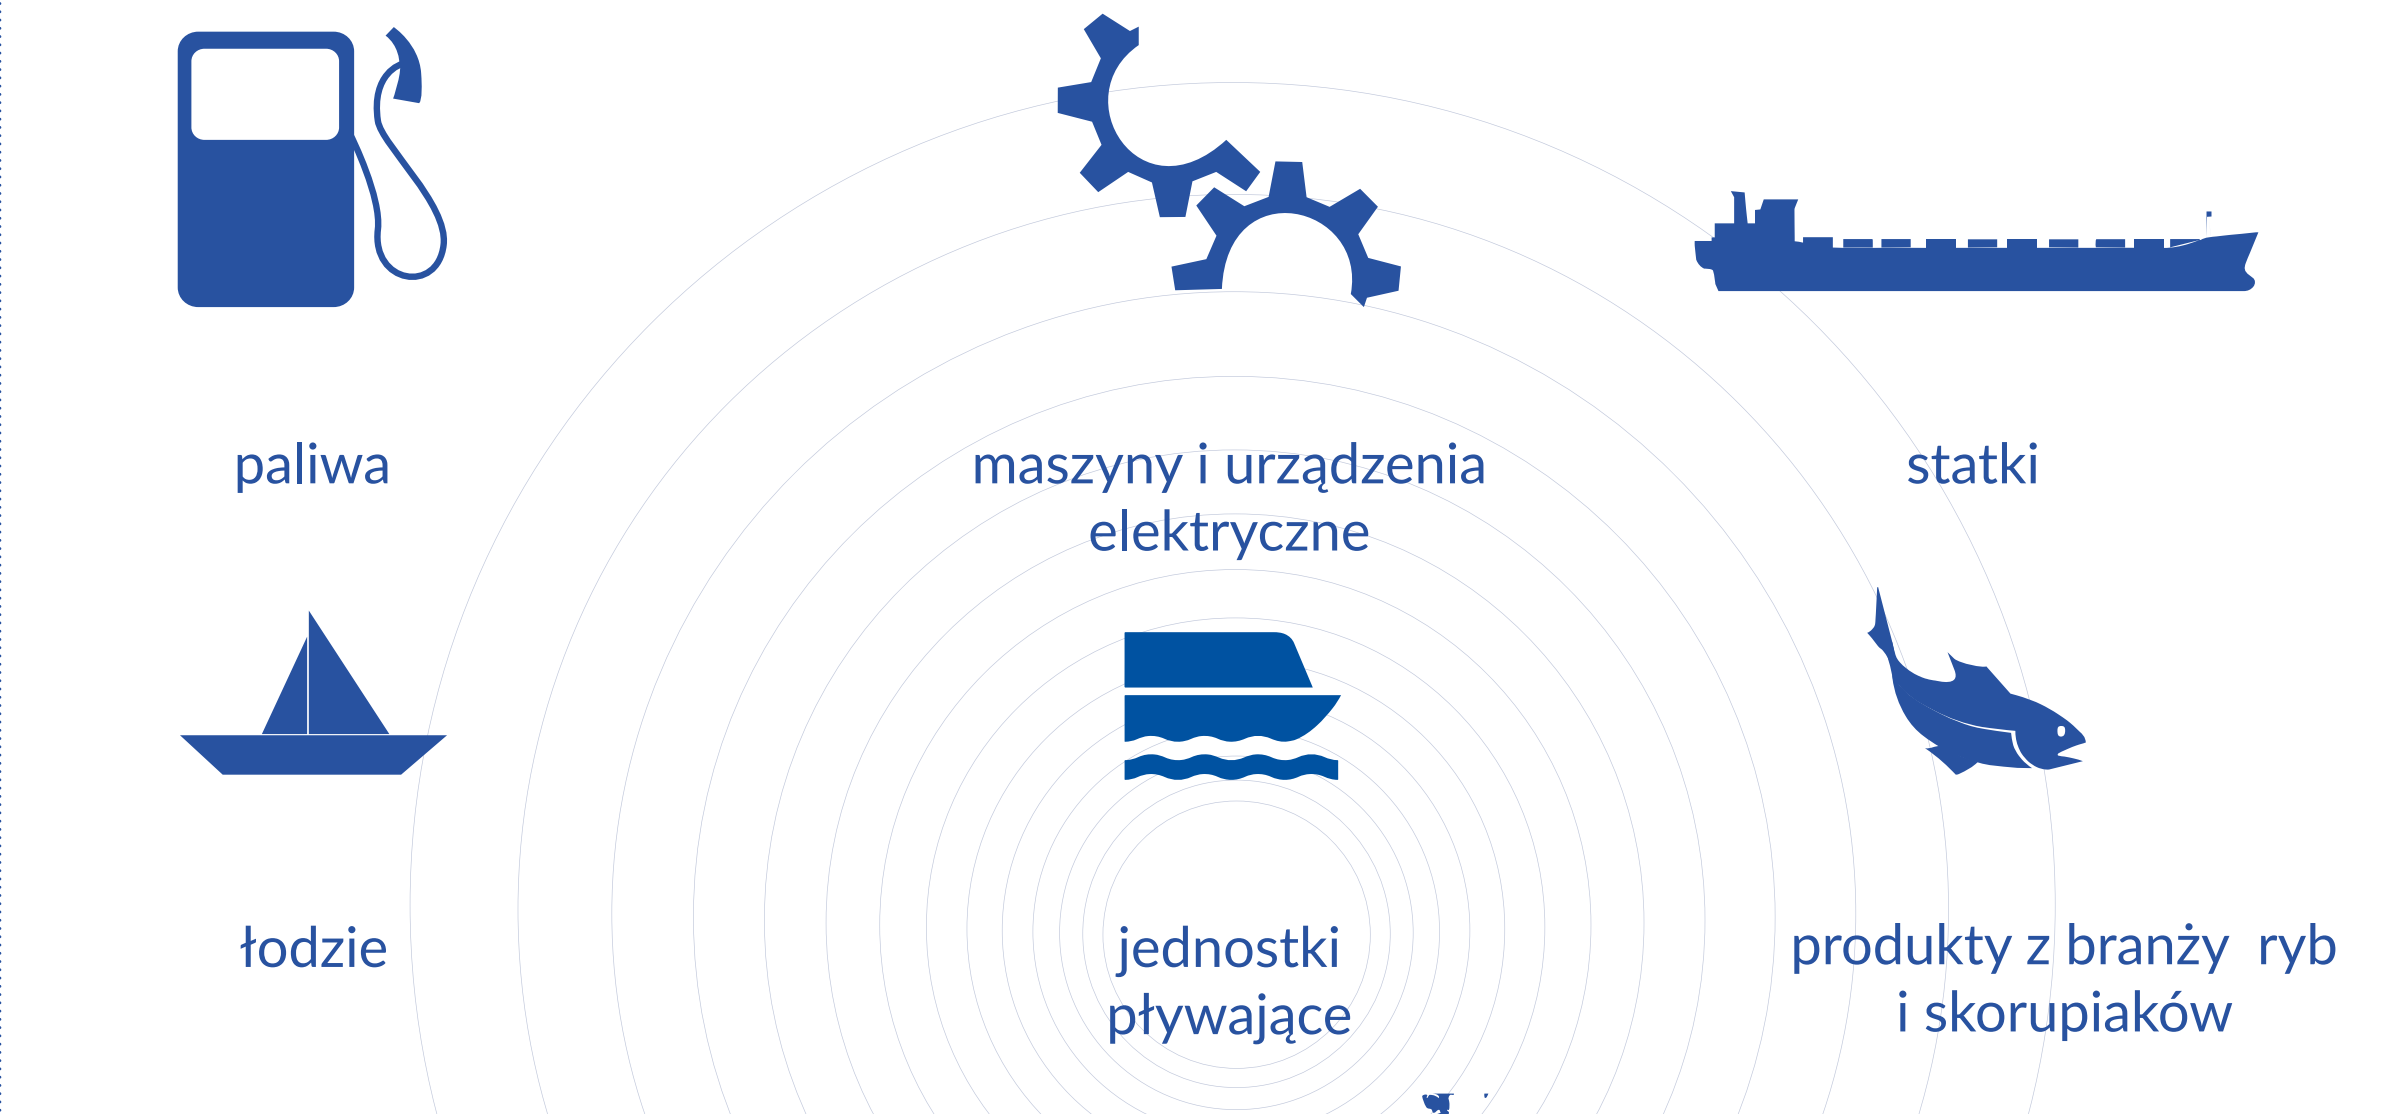 paliwa
maszyny i urządzenia
elektryczne
statki
łodzie
jednostki
pływające
produkty z branży ryb
i skorupiaków